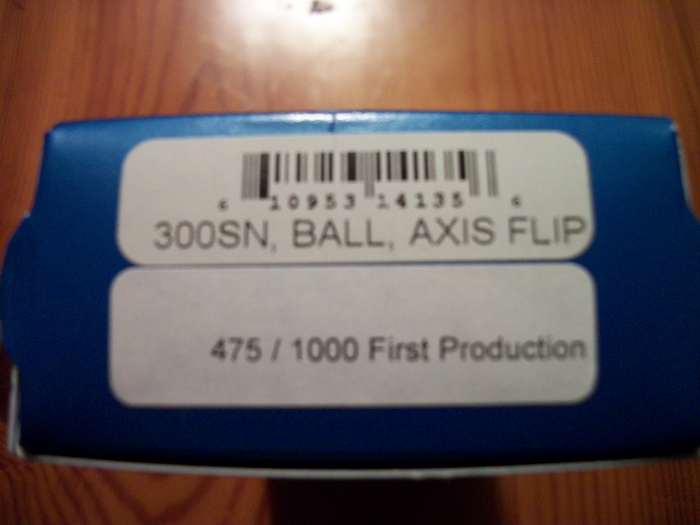 6 10953 14135 6
300SN, BALL, AXIS FLIP
475 / 1000 First Production